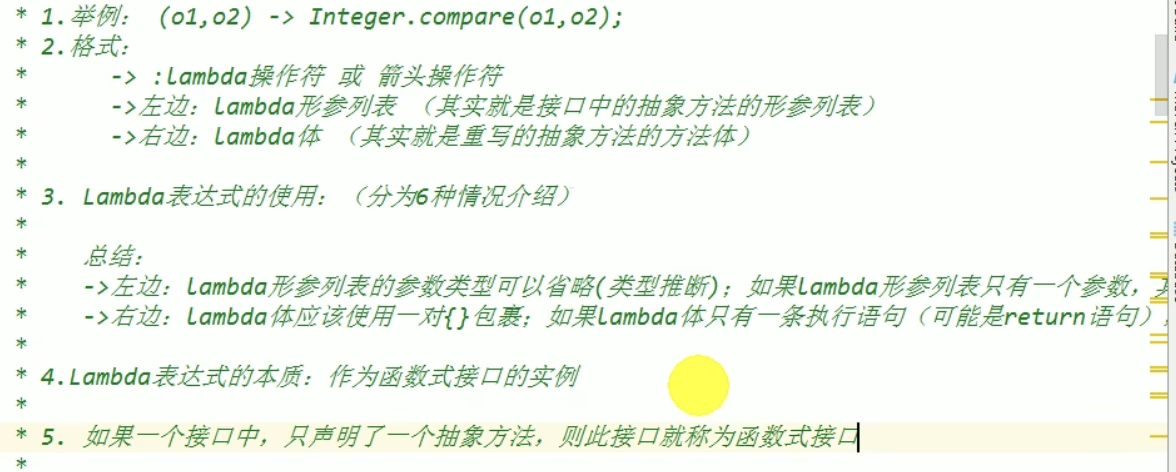 * 1.举例: (o1,o2) -> Integer.compare(o1,o2);
* 2.格式:
* -> :lambda操作符 或 箭头操作符
* ->左边: lambda形参列表 (其实就是接口中的抽象方法的形参列表)
* ->右边: lambda体 (其实就是重写的抽象方法的方法体)
*
* 3. Lambda表达式的使用: (分为6种情况介绍)
*
* 总结:
* ->左边: lambda形参列表的参数类型可以省略(类型推断); 如果lambda形参列表只有一个参数,
* ->右边: lambda体应该使用一对{}包裹; 如果lambda体只有一条执行语句 (可能是return语句)
*
* 4.Lambda表达式的本质: 作为函数式接口的实例
*
* 5. 如果一个接口中, 只声明了一个抽象方法, 则此接口就称为函数式接口
*